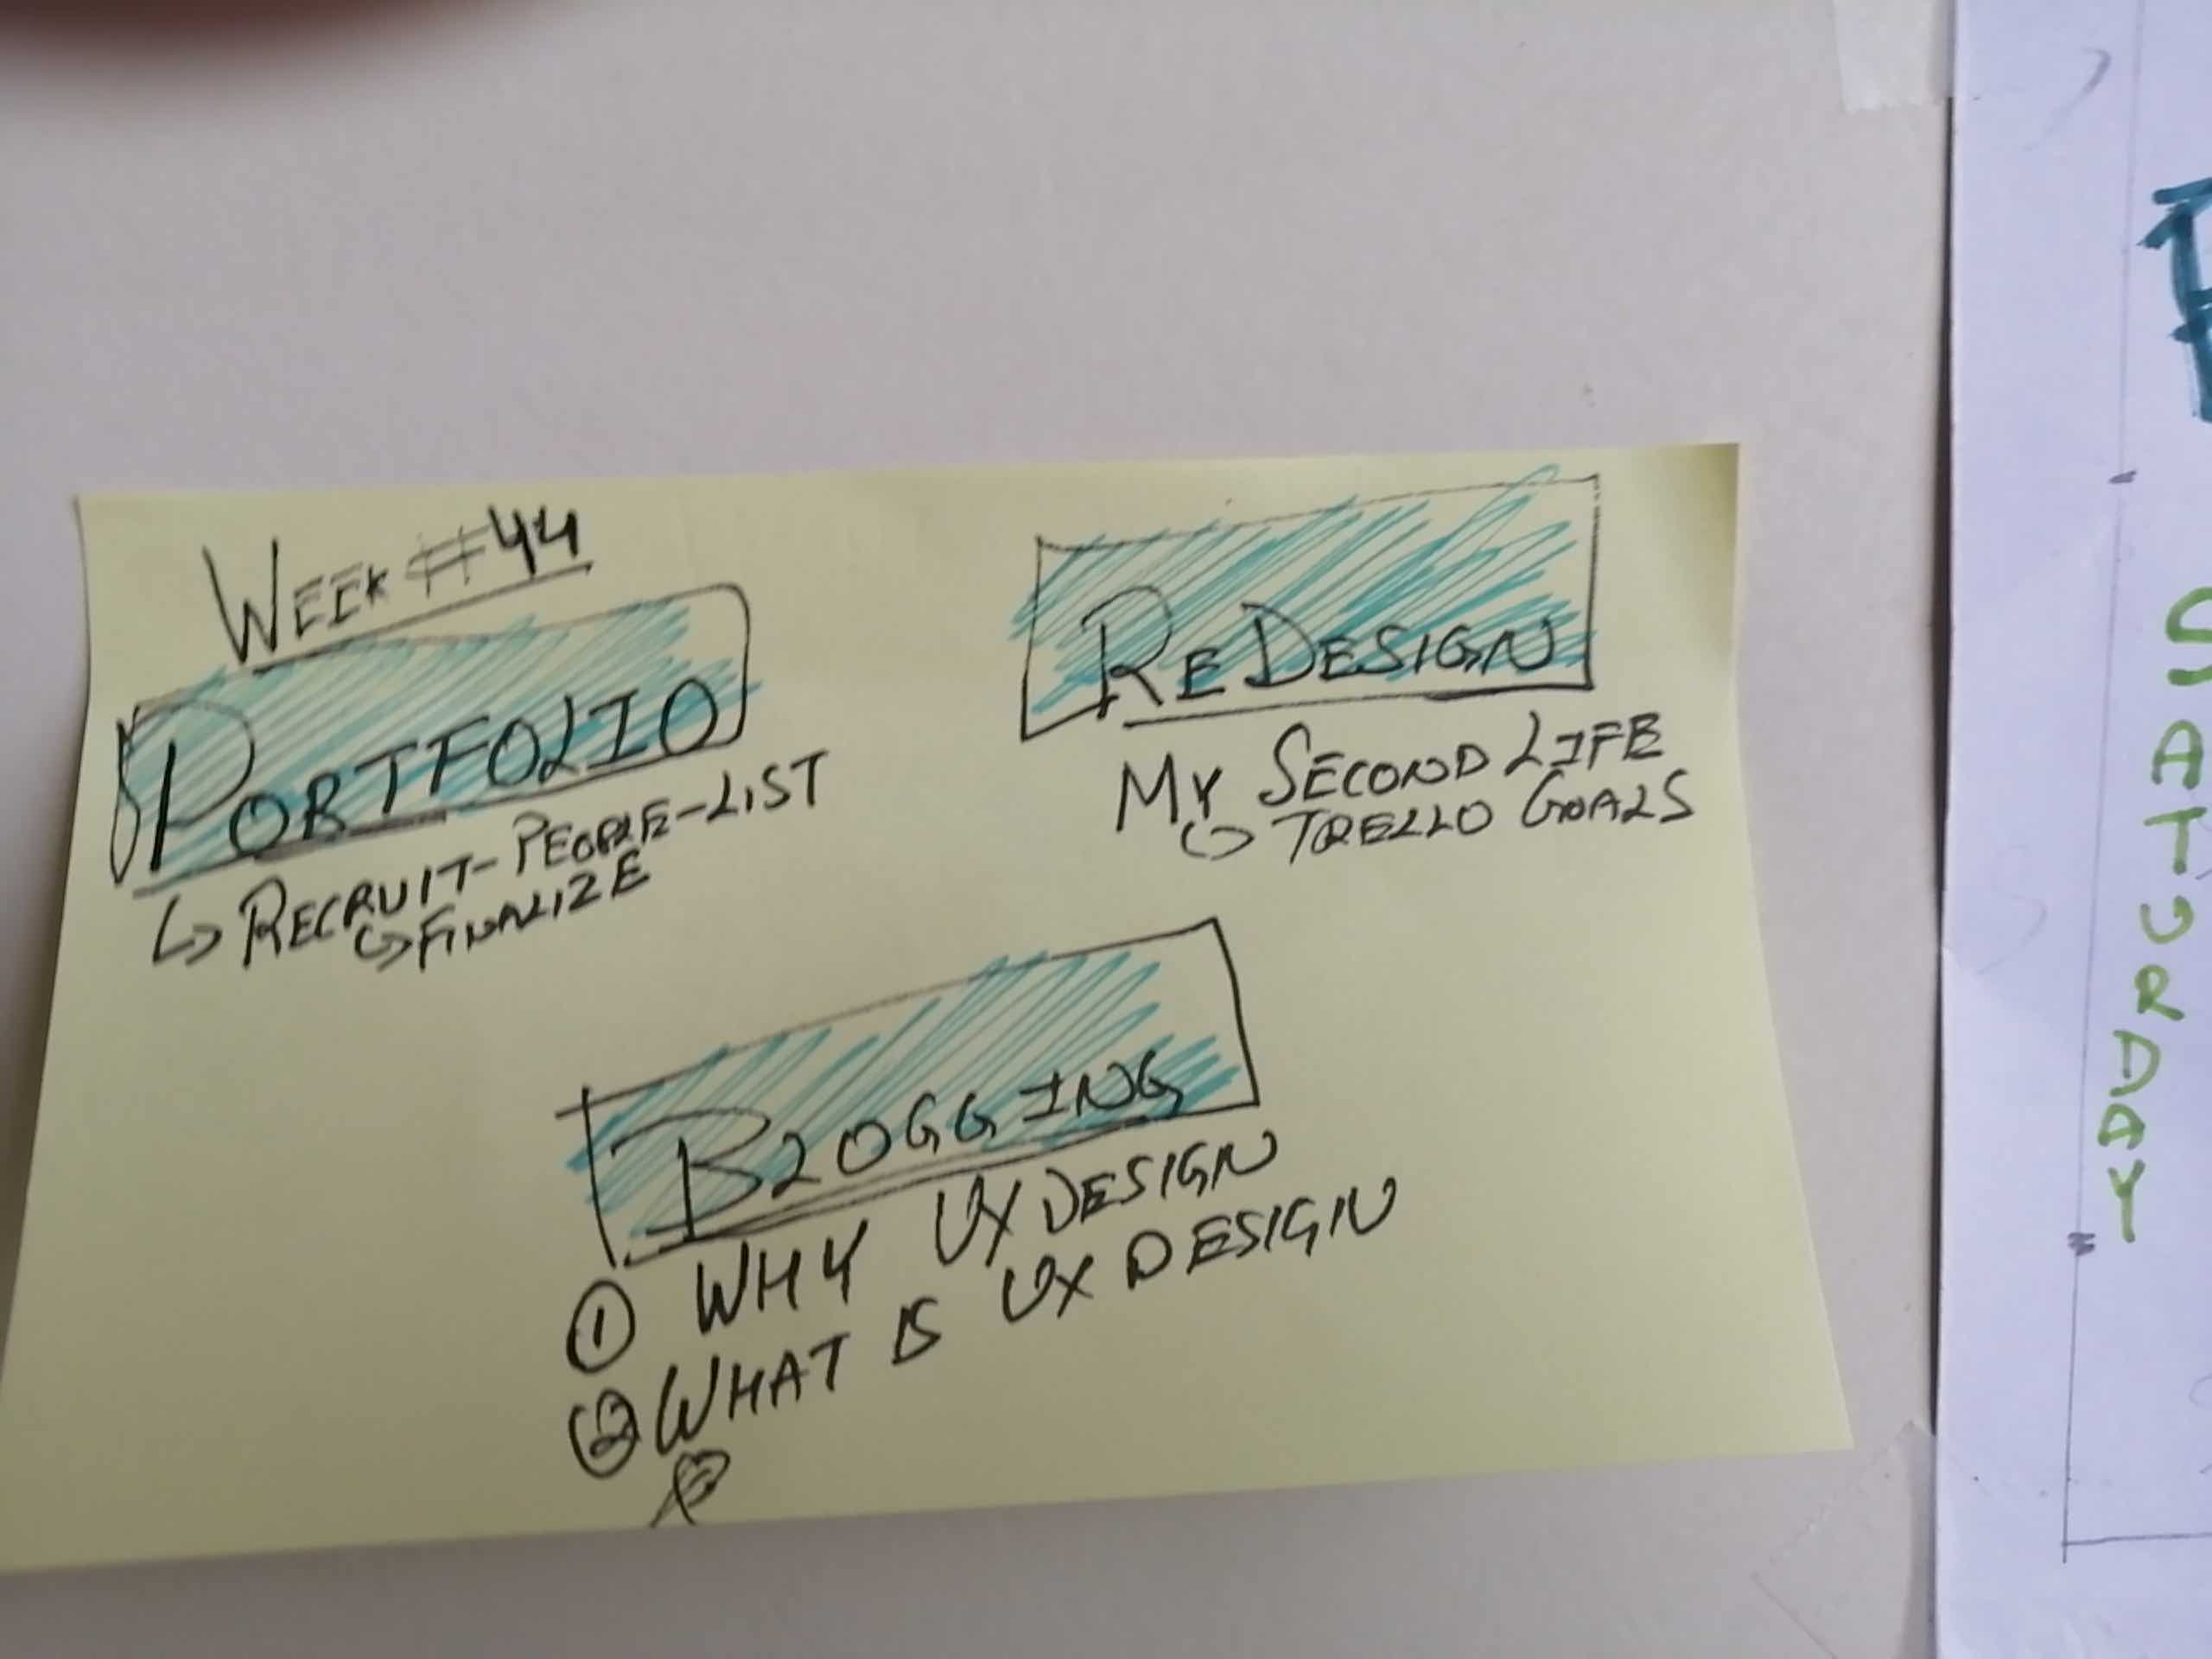 WEEK #44
PORTFOLIO
↳ RECRUIT-PEOPLE-LIST
↳ FINALIZE
REDESIGN
MY SECOND LIFE
↳ TRELLO GOALS
BLOGGING
① WHY UX DESIGN
② WHAT IS UX DESIGN
SATURDAY